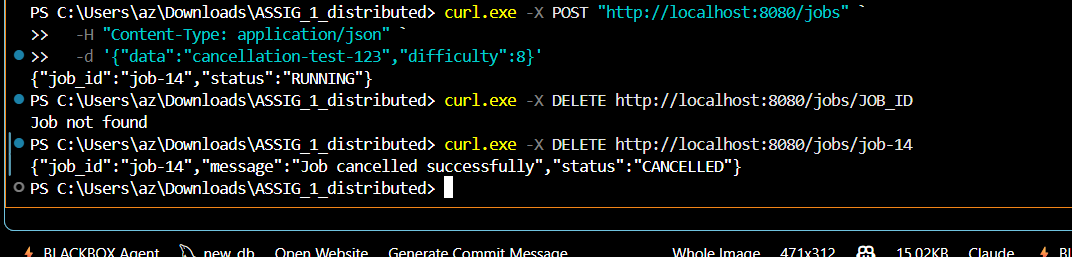 PS C:\Users\az\Downloads\ASSIG_1_distributed> curl.exe -X POST "http://localhost:8080/jobs" `
>>   -H "Content-Type: application/json" `
>>   -d '{"data":"cancellation-test-123","difficulty":8}'
{"job_id":"job-14","status":"RUNNING"}
PS C:\Users\az\Downloads\ASSIG_1_distributed> curl.exe -X DELETE http://localhost:8080/jobs/JOB_ID
Job not found
PS C:\Users\az\Downloads\ASSIG_1_distributed> curl.exe -X DELETE http://localhost:8080/jobs/job-14
{"job_id":"job-14","message":"Job cancelled successfully","status":"CANCELLED"}
PS C:\Users\az\Downloads\ASSIG_1_distributed>
BLACKBOX Agent new_db Open Website Generate Commit Message Whole Image 471x312 15.02KB Claude Bl